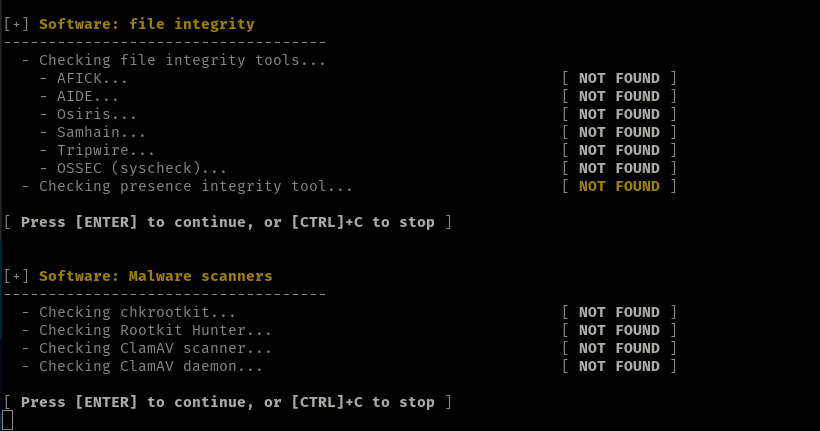 [+] Software: file integrity
------------------------------------
  - Checking file integrity tools...
    - AFICK...                                                [ NOT FOUND ]
    - AIDE...                                                 [ NOT FOUND ]
    - Osiris...                                               [ NOT FOUND ]
    - Samhain...                                              [ NOT FOUND ]
    - Tripwire...                                             [ NOT FOUND ]
    - OSSEC (syscheck)...                                     [ NOT FOUND ]
  - Checking presence integrity tool...                       [ NOT FOUND ]
[ Press [ENTER] to continue, or [CTRL]+C to stop ]
[+] Software: Malware scanners
------------------------------------
  - Checking chkrootkit...                                    [ NOT FOUND ]
  - Checking Rootkit Hunter...                                [ NOT FOUND ]
  - Checking ClamAV scanner...                                [ NOT FOUND ]
  - Checking ClamAV daemon...                                 [ NOT FOUND ]
[ Press [ENTER] to continue, or [CTRL]+C to stop ]